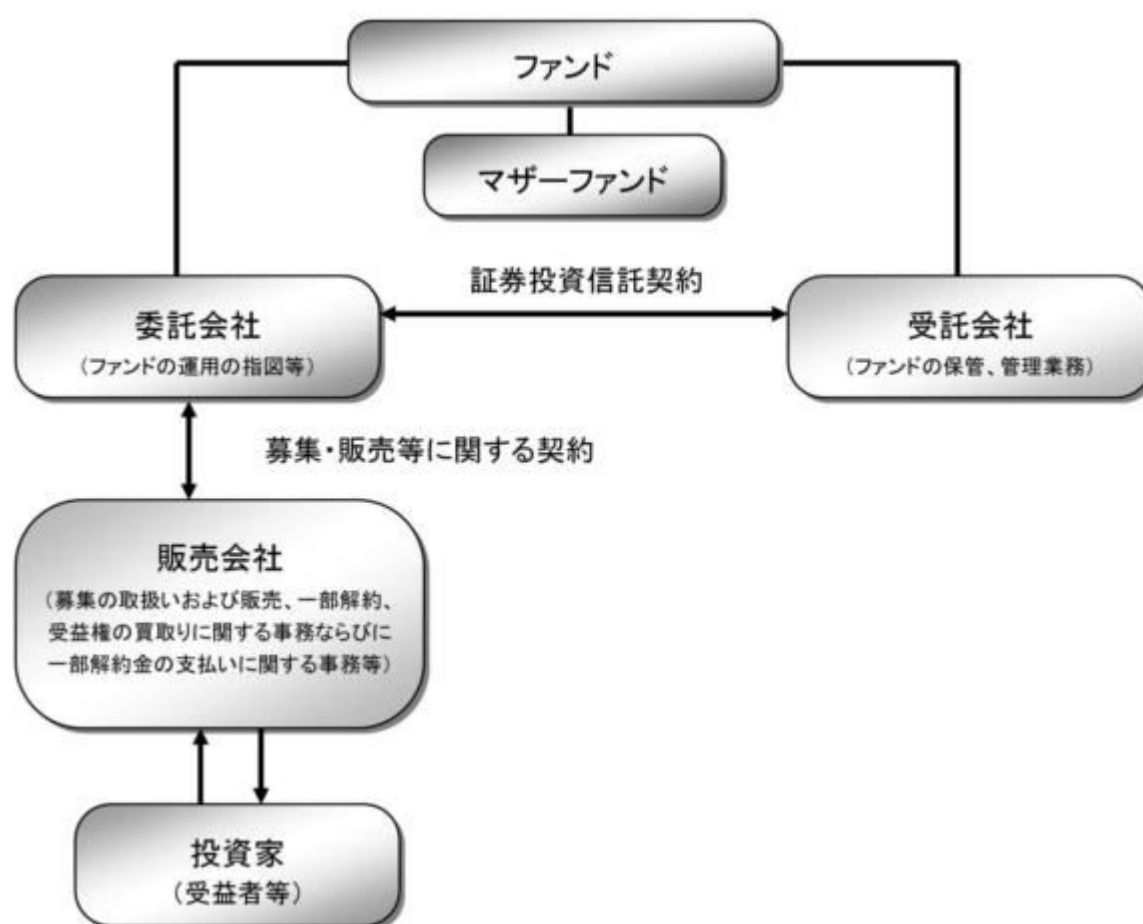 ファンド
マザーファンド
証券投資信託契約
委託会社
(ファンドの運用の指図等)
受託会社
(ファンドの保管、管理業務)
募集・販売等に関する契約
販売会社
(募集の取扱いおよび販売、一部解約、
受益権の買取りに関する事務ならびに
一部解約金の支払いに関する事務等)
投資家
(受益者等)